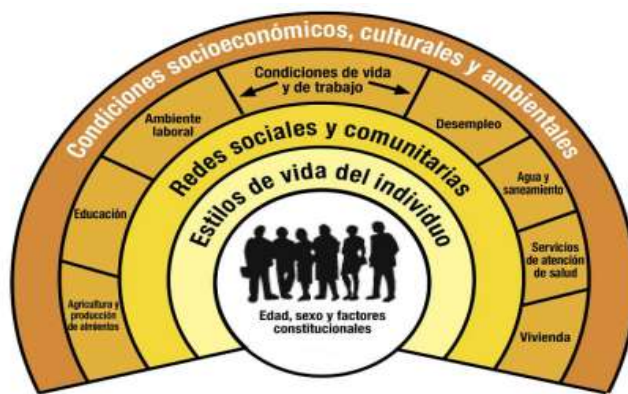 Condiciones socioeconómicos, culturales y ambientales
Condiciones de vida
y de trabajo
Ambiente
laboral
Desempleo
Redes sociales y comunitarias
Agua y
saneamiento
Estilos de vida del individuo
Educación
Servicios
de atención
de salud
Agricultura y
producción
de almientos
Vivienda
Edad, sexo y factores
constitucionales